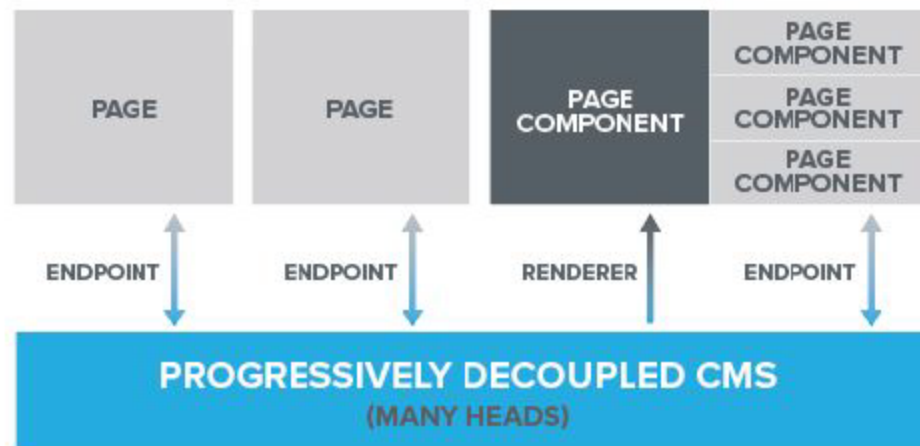 PAGE
PAGE
PAGE
COMPONENT
PAGE
COMPONENT
PAGE
COMPONENT
PAGE
COMPONENT
ENDPOINT
ENDPOINT
RENDERER
ENDPOINT
PROGRESSIVELY DECOUPLED CMS
(MANY HEADS)